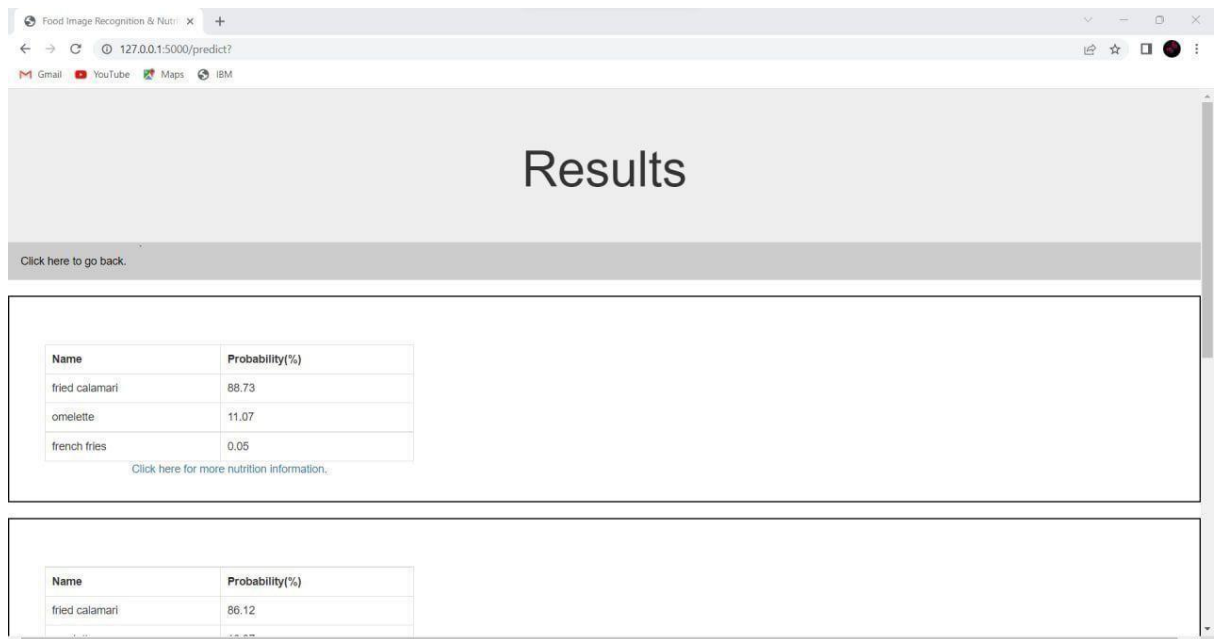 Food Image Recognition & Nutri
127.0.0.1:5000/predict?
Gmail YouTube Maps IBM
Results
Click here to go back.
Name Probability(%)
fried calamari 88.73
omelette 11.07
french fries 0.05
Click here for more nutrition information.
Name Probability(%)
fried calamari 86.12